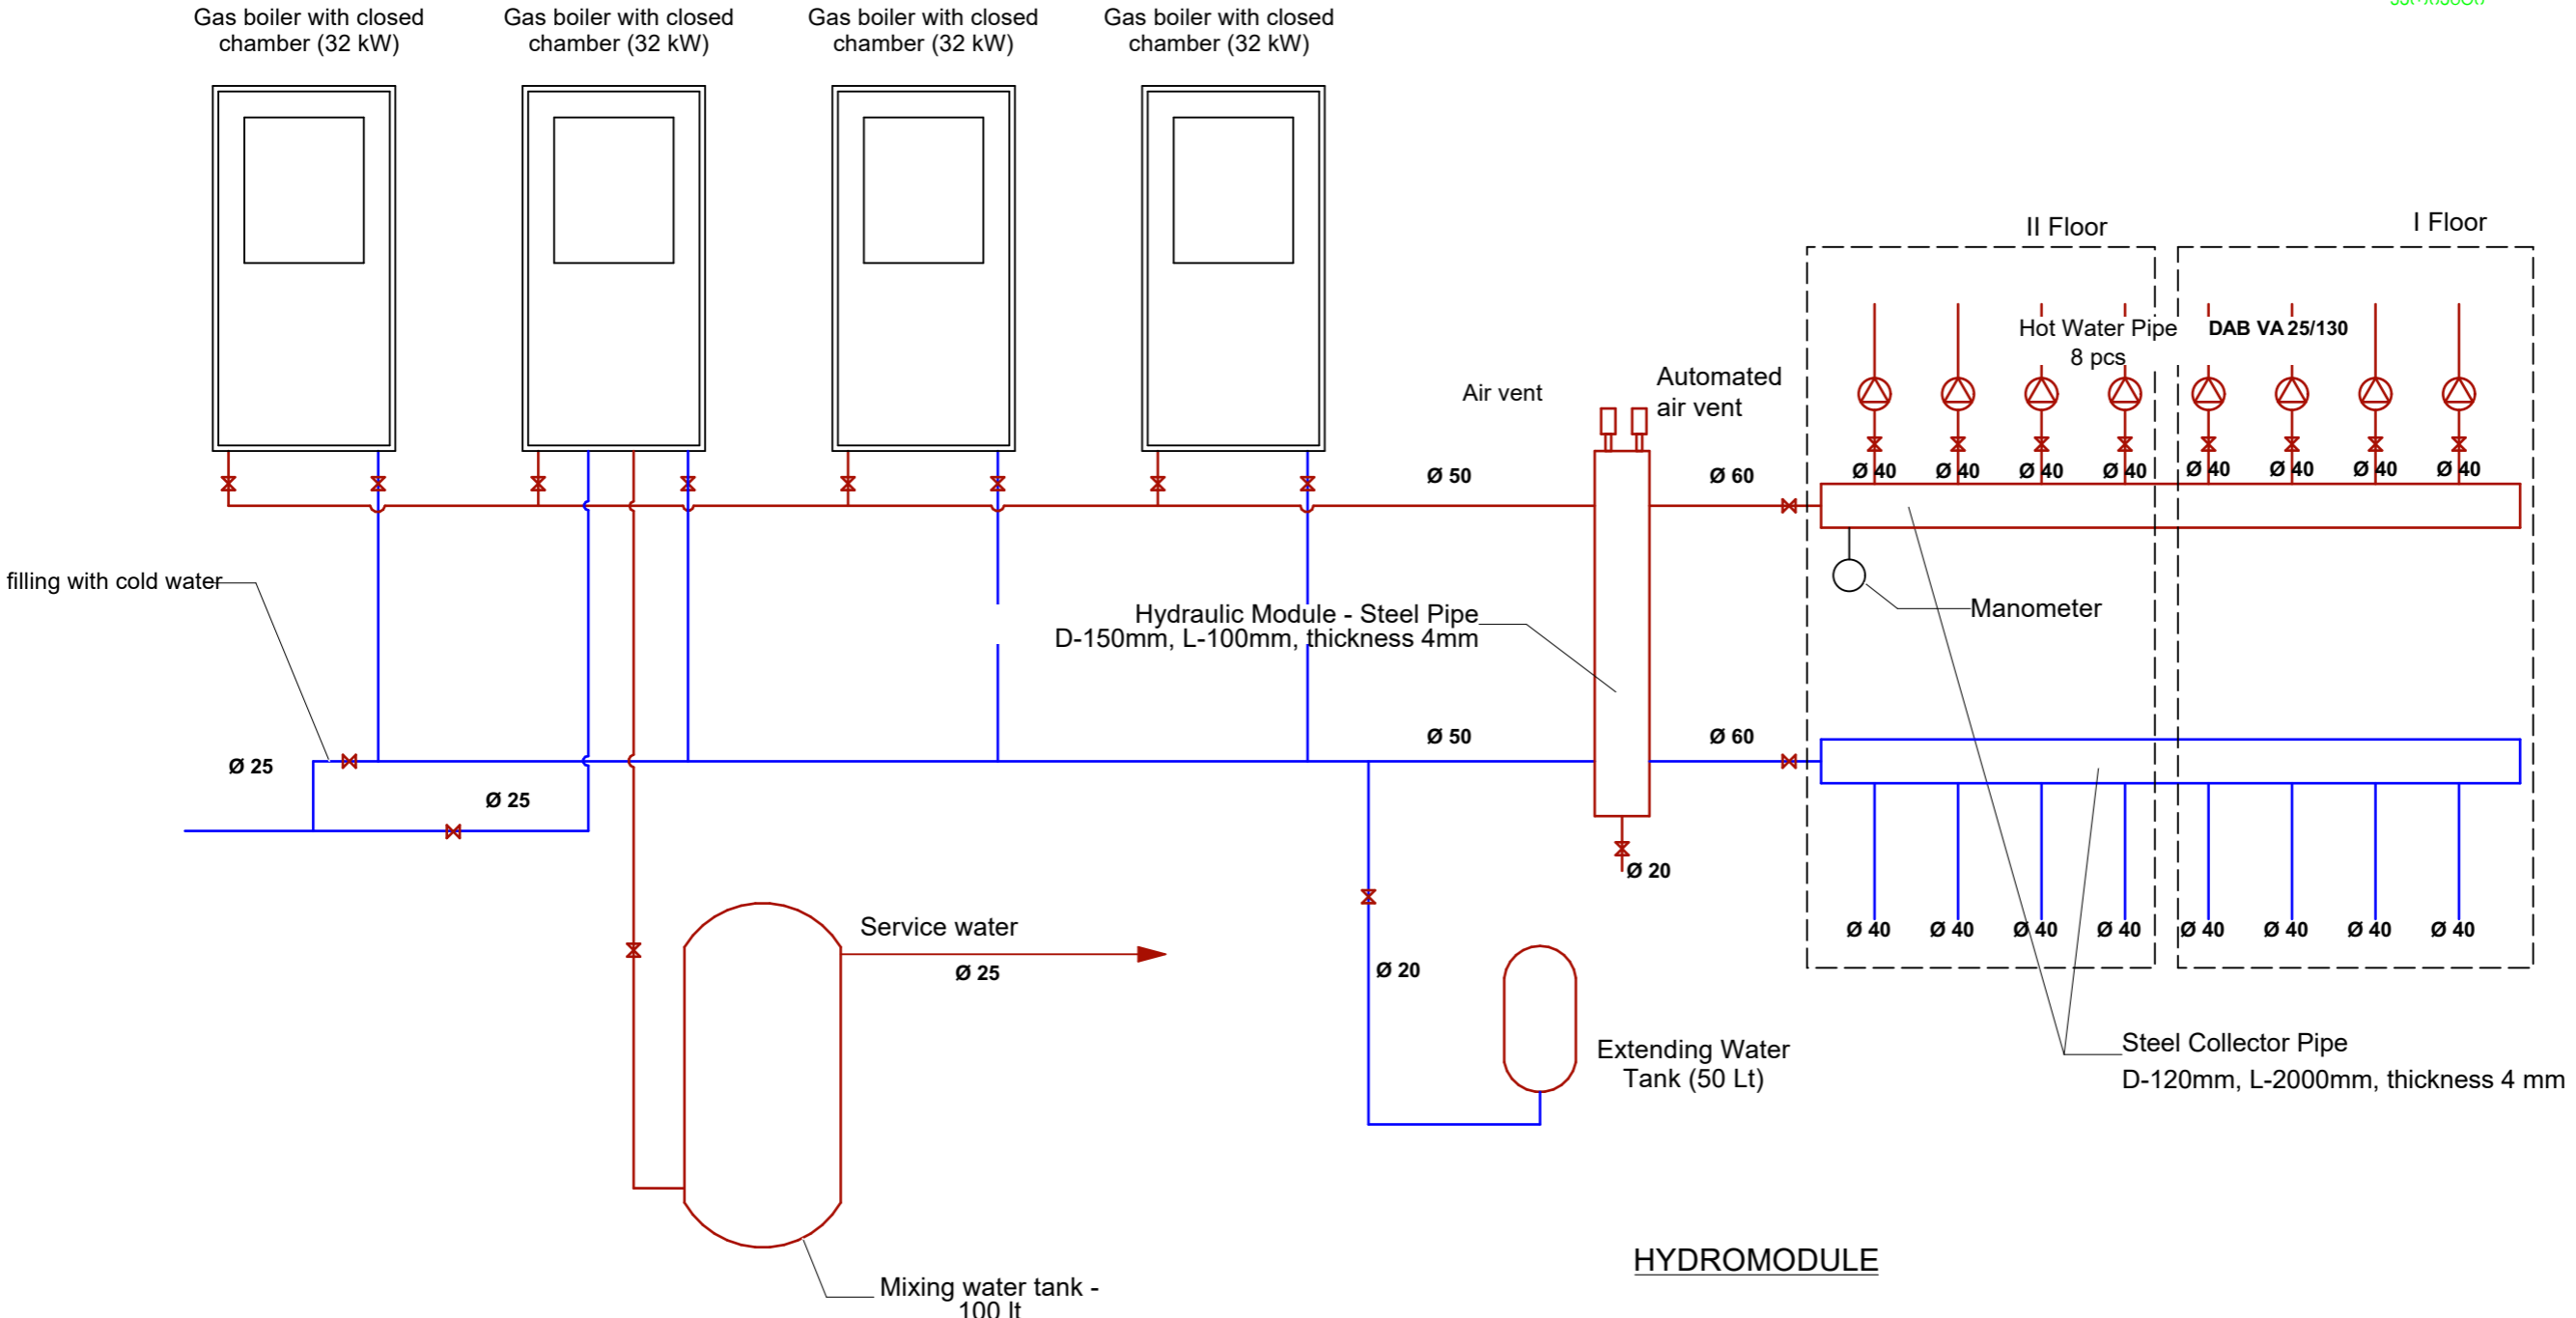 Gas boiler with closed
chamber (32 kW)
Gas boiler with closed
chamber (32 kW)
Gas boiler with closed
chamber (32 kW)
Gas boiler with closed
chamber (32 kW)
II Floor
I Floor
Hot Water Pipe
8 pcs
DAB VA 25/130
Air vent
Automated
air vent
Ø 50
Ø 60
Ø 40
Ø 40
Ø 40
Ø 40
Ø 40
Ø 40
Ø 40
Ø 40
filling with cold water
Hydraulic Module - Steel Pipe
D-150mm, L-100mm, thickness 4mm
Manometer
Ø 25
Ø 25
Ø 50
Ø 60
Ø 20
Service water
Ø 25
Ø 20
Ø 40
Ø 40
Ø 40
Ø 40
Ø 40
Ø 40
Ø 40
Ø 40
Extending Water
Tank (50 Lt)
Steel Collector Pipe
D-120mm, L-2000mm, thickness 4 mm
HYDROMODULE
Mixing water tank -
100 lt